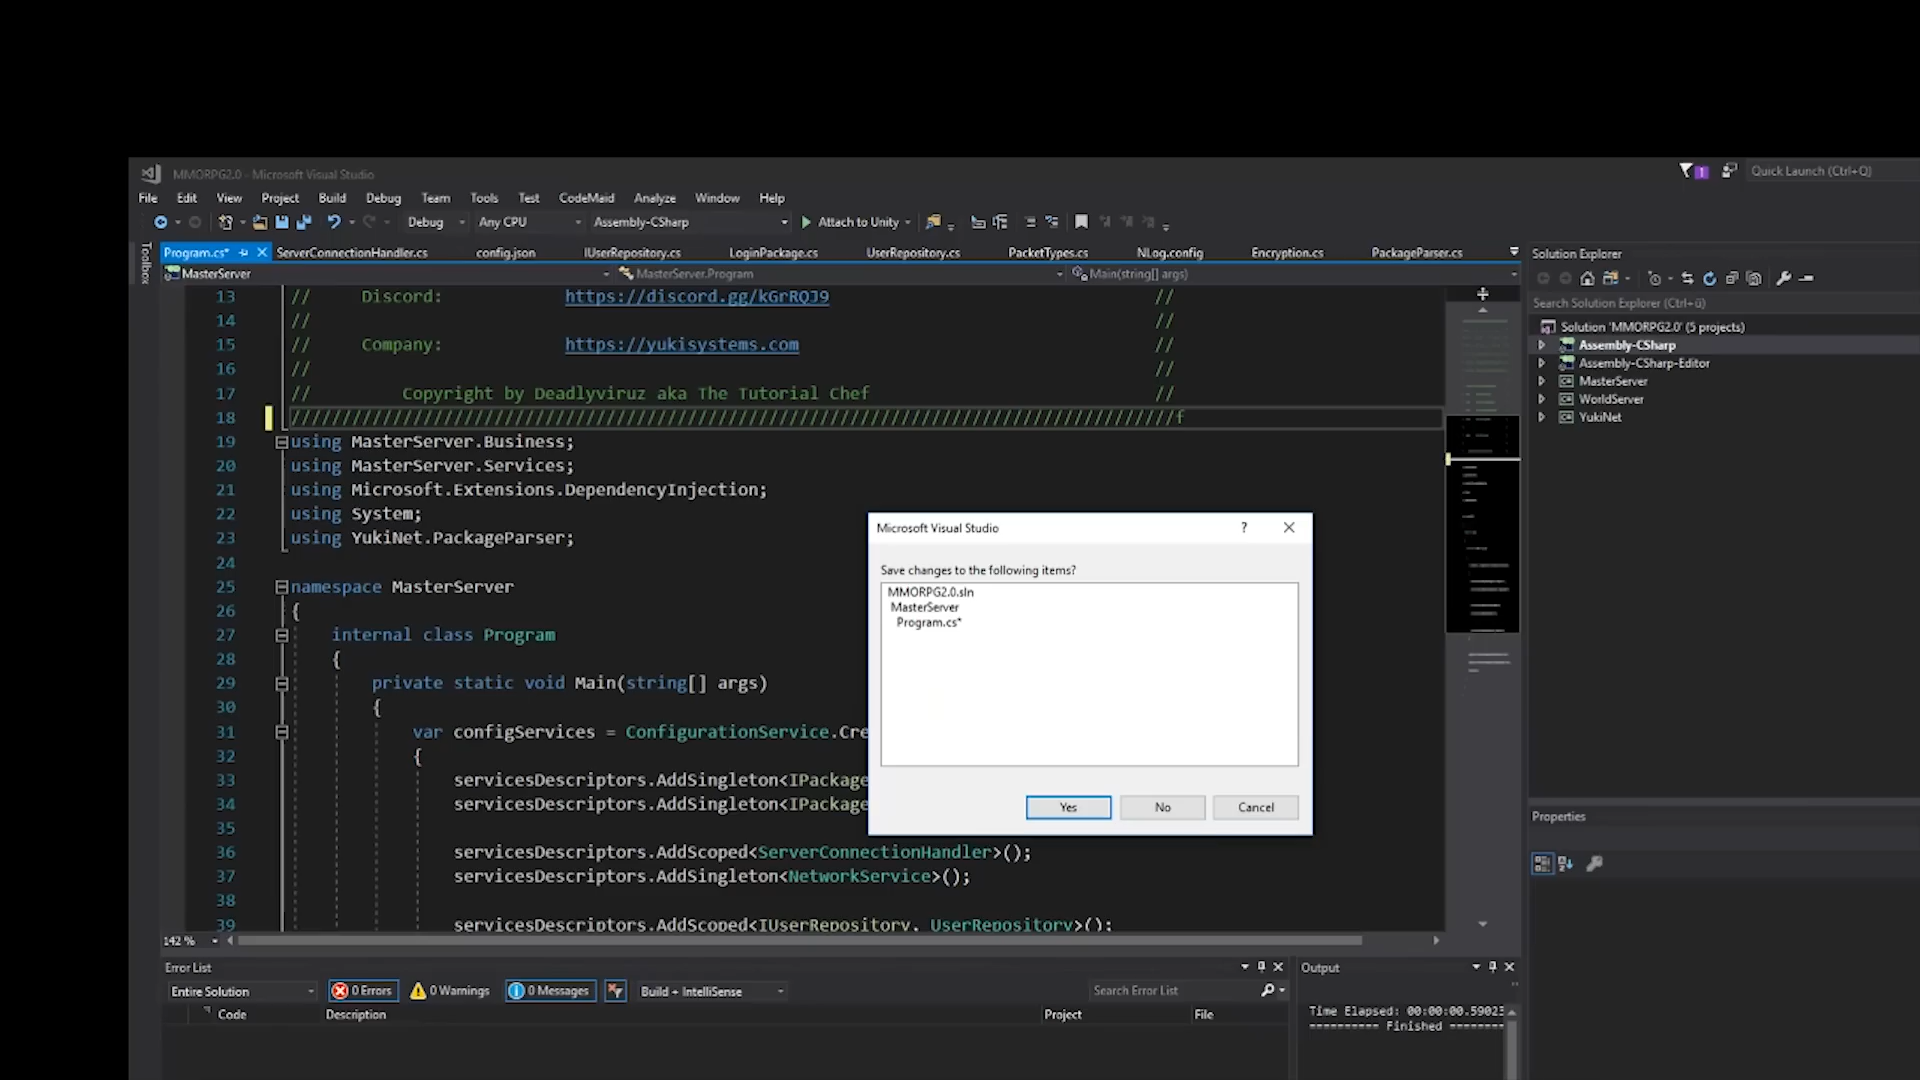 MMORPG2.0 - Microsoft Visual Studio
1
Quick Launch (Ctrl+Q)
File Edit View Project Build Debug Team Tools Test CodeMaid Analyze Window Help
Debug Any CPU Assembly-CSharp Attach to Unity
Toolbox
Program.cs* ServerConnectionHandler.cs config.json IUserRepository.cs LoginPackage.cs UserRepository.cs PacketTypes.cs NLog.config Encryption.cs PackageParser.cs
MasterServer MasterServer.Program Main(string[] args)
13 // Discord: https://discord.gg/kGrRQJ9 //
14 // //
15 // Company: https://yukisystems.com //
16 // //
17 // Copyright by Deadlyviruz aka The Tutorial Chef //
18 ///////////////////////////////////////////////////////////////////////////////////////f
19 using MasterServer.Business;
20 using MasterServer.Services;
21 using Microsoft.Extensions.DependencyInjection;
22 using System;
23 using YukiNet.PackageParser;
24
25 namespace MasterServer
26 {
27 internal class Program
28 {
29 private static void Main(string[] args)
30 {
31 var configServices = ConfigurationService.Cre
32 {
33 servicesDescriptors.AddSingleton<IPackage
34 servicesDescriptors.AddSingleton<IPackage
35
36 servicesDescriptors.AddScoped<ServerConnectionHandler>();
37 servicesDescriptors.AddSingleton<NetworkService>();
38
39 servicesDescriptors.AddScoped<IUserRepository, UserRepository>();
142 %
Microsoft Visual Studio ?
Save changes to the following items?
MMORPG2.0.sln
MasterServer
Program.cs*
Yes No Cancel
Solution Explorer
Search Solution Explorer (Ctrl+ü)
Solution 'MMORPG2.0' (5 projects)
Assembly-CSharp
Assembly-CSharp-Editor
MasterServer
WorldServer
YukiNet
Properties
Error List
Entire Solution 0 Errors 0 Warnings 0 Messages Build + IntelliSense Search Error List
Code Description Project File
Output
Time Elapsed: 00:00:00.59023
========== Finished ========